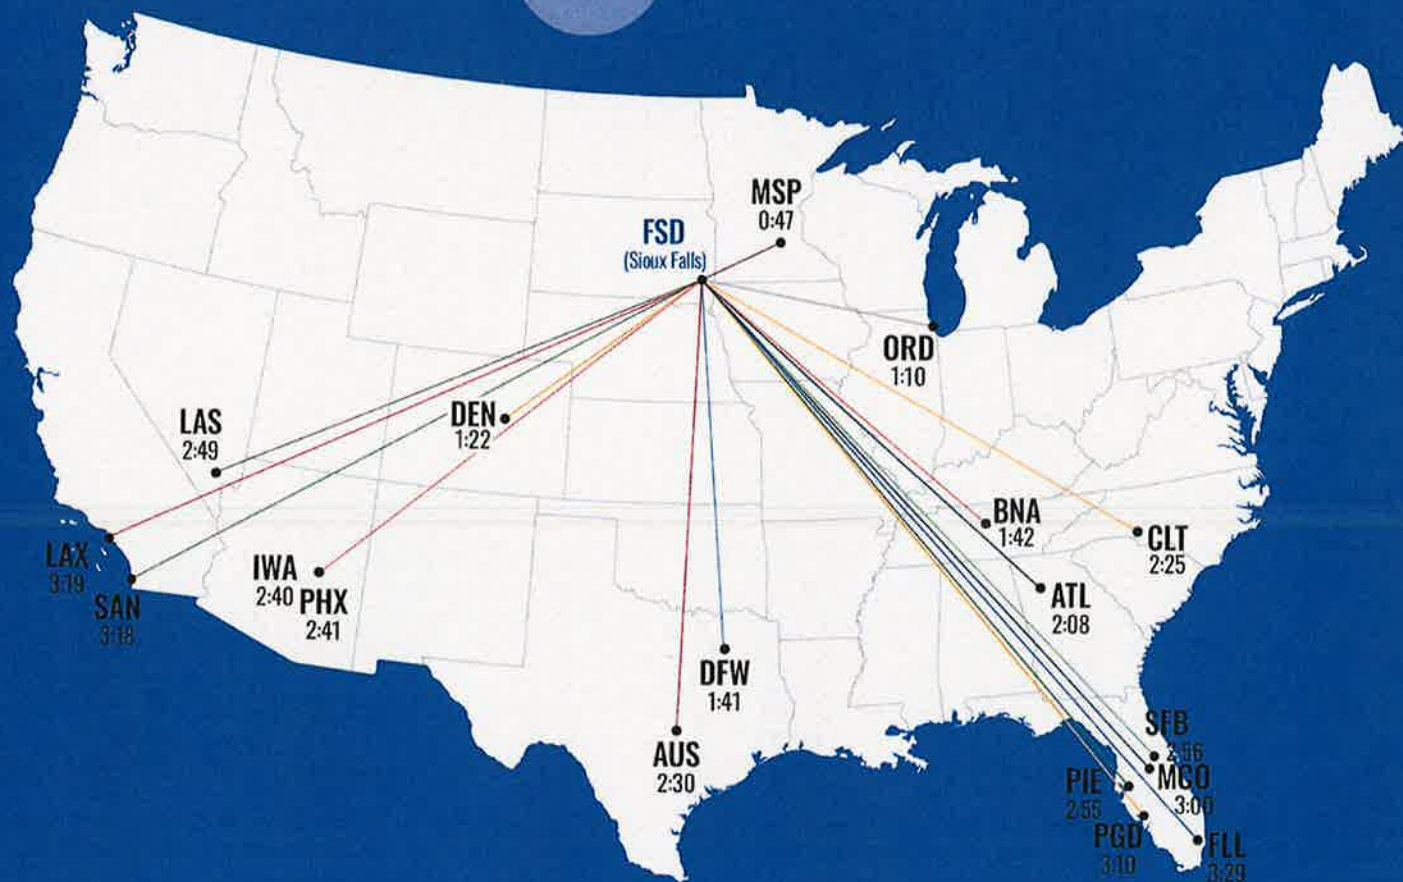 MSP
0:47
FSD
(Sioux Falls)
ORD
1:10
LAS
2:49
DEN
1:22
BNA
1:42
CLT
2:25
LAX
3:19
SAN
3:18
IWA
2:40
PHX
2:41
ATL
2:08
DFW
1:41
AUS
2:30
SFB
2:56
MCO
3:00
PIE
2:55
PGD
3:10
FLL
3:29